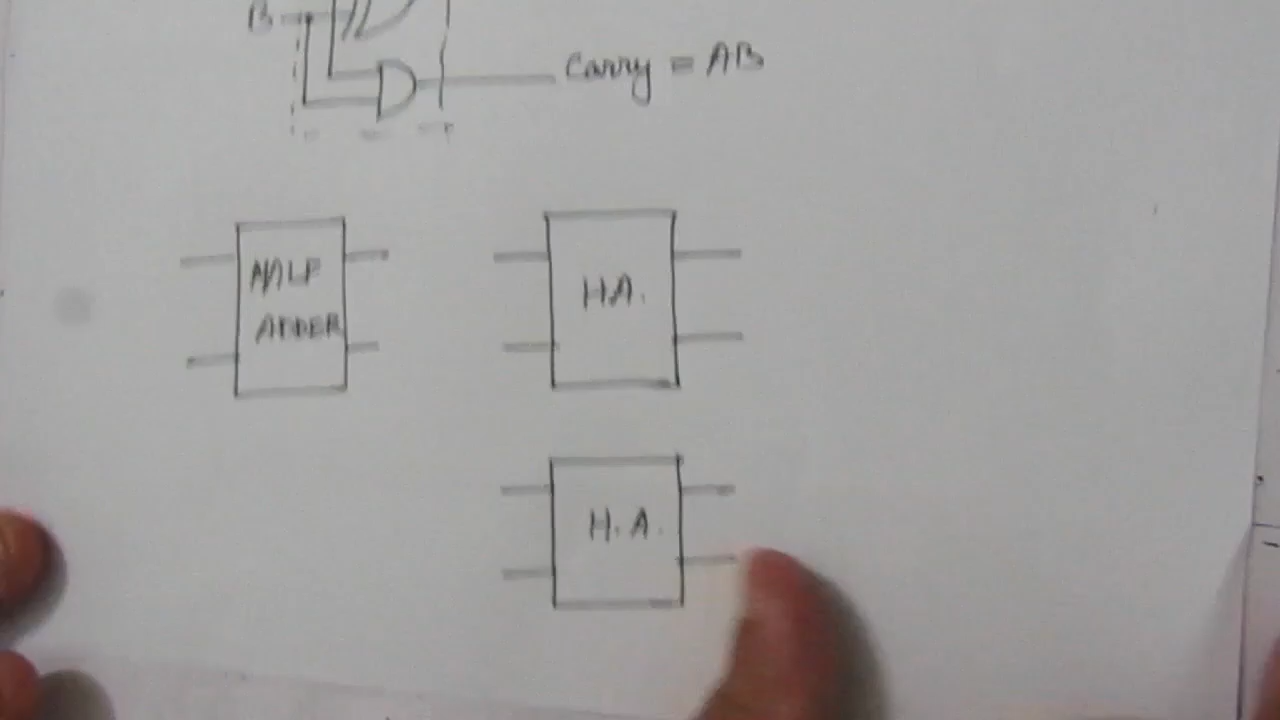 B
Carry = AB
HALF
ADDER
H.A.
H.A.